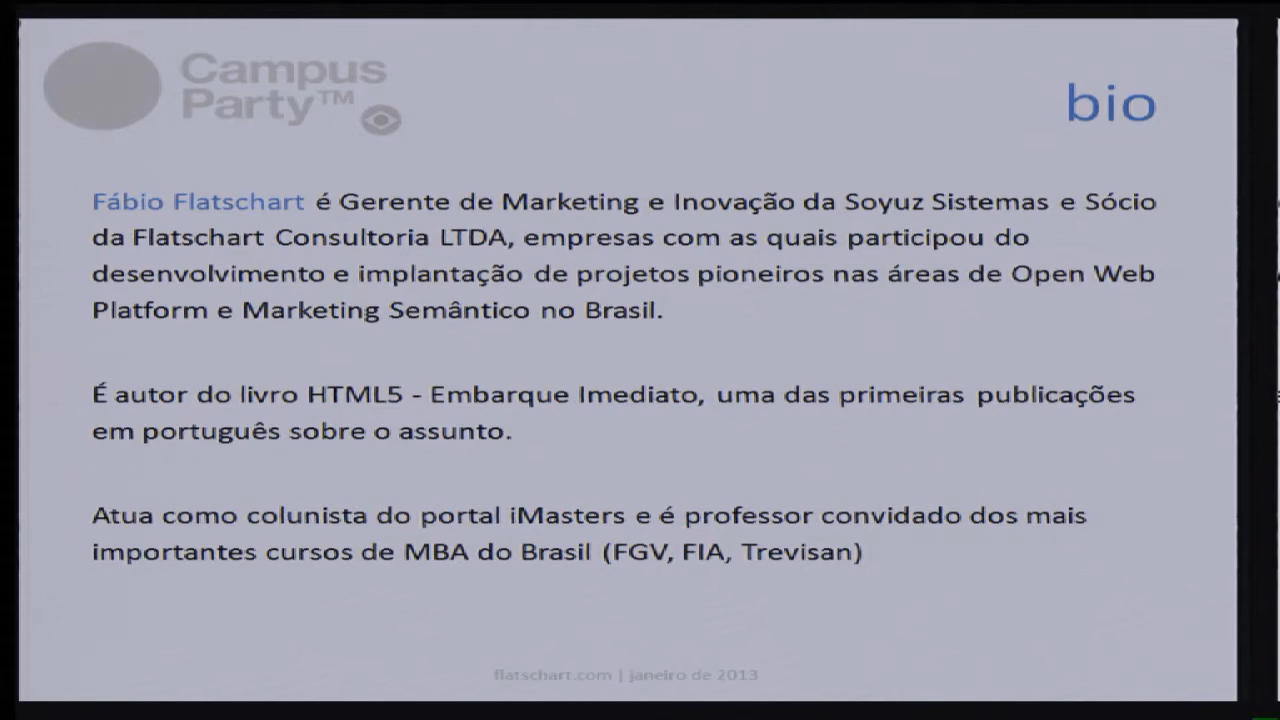 Campus
Party™
bio
Fábio Flatschart é Gerente de Marketing e Inovação da Soyuz Sistemas e Sócio
da Flatschart Consultoria LTDA, empresas com as quais participou do
desenvolvimento e implantação de projetos pioneiros nas áreas de Open Web
Platform e Marketing Semântico no Brasil.
É autor do livro HTML5 - Embarque Imediato, uma das primeiras publicações
em português sobre o assunto.
Atua como colunista do portal iMasters e é professor convidado dos mais
importantes cursos de MBA do Brasil (FGV, FIA, Trevisan)
flatschart.com | janeiro de 2013